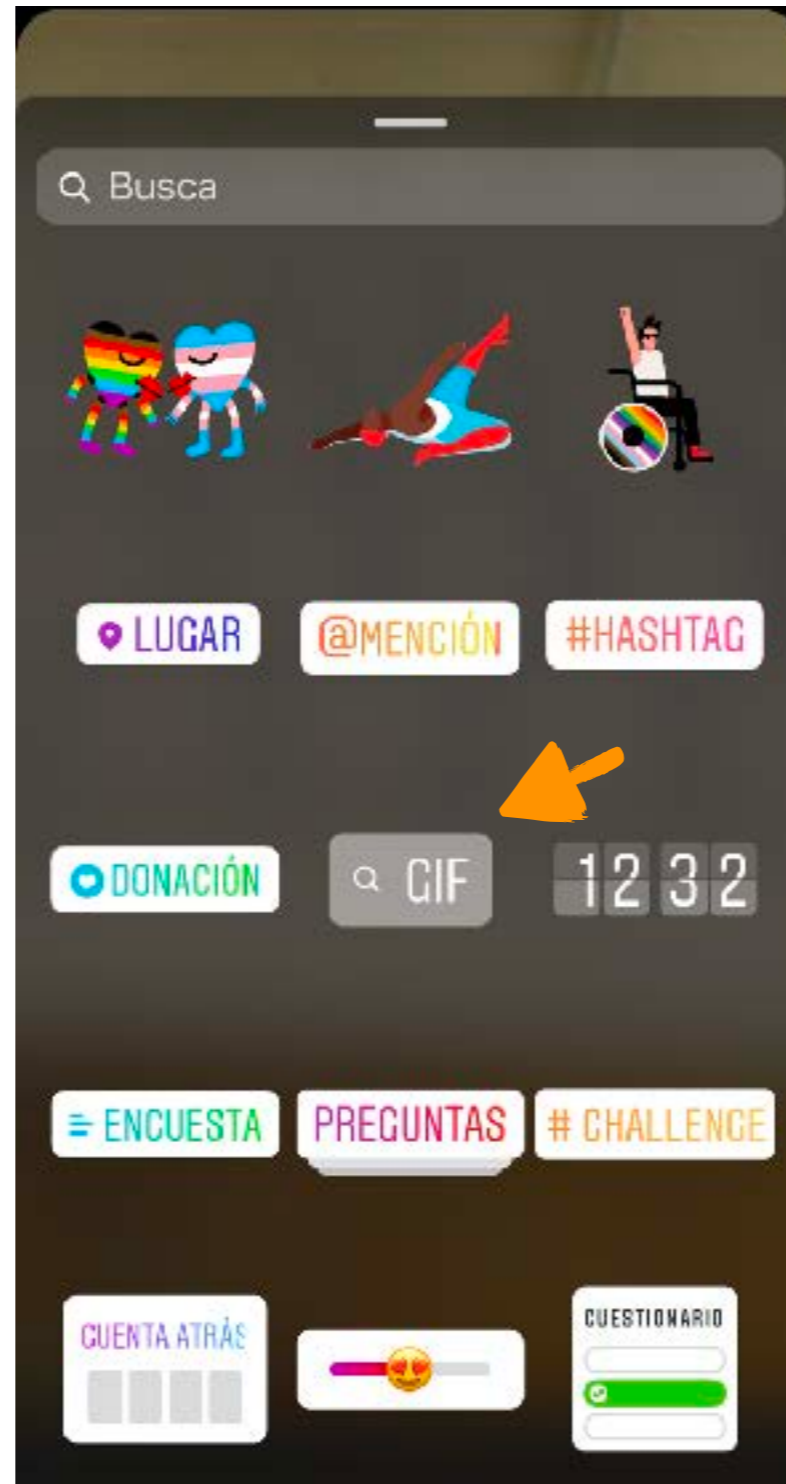 Busca
LUGAR
@MENCIÓN
#HASHTAG
DONACIÓN
GIF
12 32
ENCUESTA
PREGUNTAS
# CHALLENGE
CUENTA ATRÁS
CUESTIONARIO